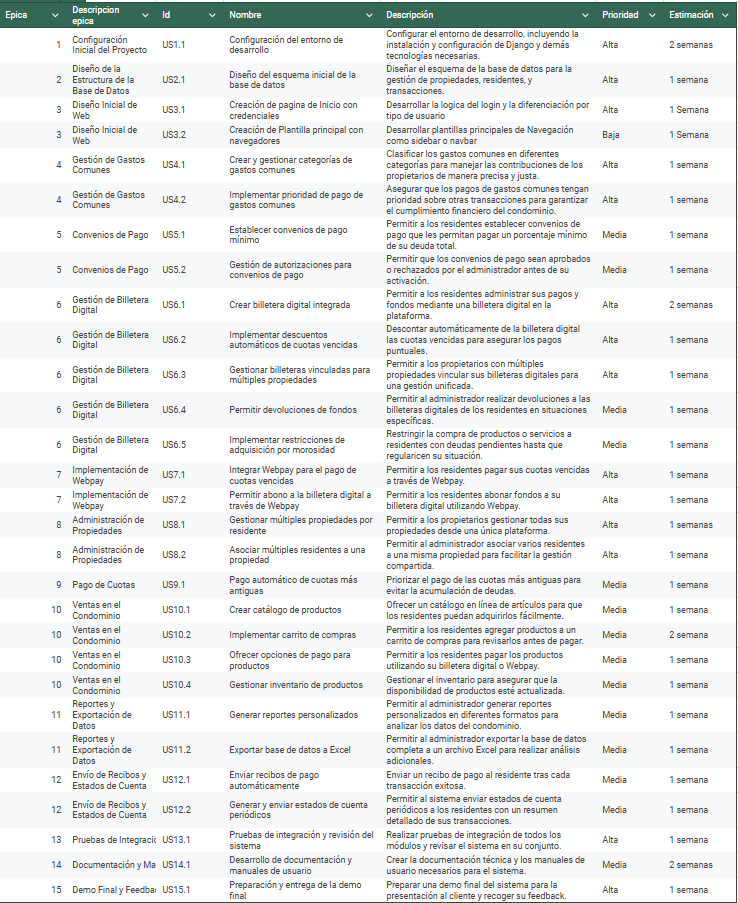 Epica Descripcion epica Id Nombre Descripción Prioridad Estimación
1 Configuración Inicial del Proyecto US1.1 Configuración del entorno de desarrollo Configurar el entorno de desarrollo, incluyendo la instalación y configuración de Django y demás tecnologías necesarias. Alta 2 semanas
2 Diseño de la Estructura de la Base de Datos US2.1 Diseño del esquema inicial de la base de datos Diseñar el esquema de la base de datos para la gestión de propiedades, residentes, y transacciones. Alta 1 semana
3 Diseño Inicial de Web US3.1 Creación de pagina de Inicio con credenciales Desarrollar la logica del login y la diferenciación por tipo de usuario Alta 1 Semana
3 Diseño Inicial de Web US3.2 Creación de Plantilla principal con navegadores Desarrollar plantillas principales de Navegación como sidebar o navbar Baja 1 Semana
4 Gestión de Gastos Comunes US4.1 Crear y gestionar categorías de gastos comunes Clasificar los gastos comunes en diferentes categorías para manejar las contribuciones de los propietarios de manera precisa y justa. Alta 1 semana
4 Gestión de Gastos Comunes US4.2 Implementar prioridad de pago de gastos comunes Asegurar que los pagos de gastos comunes tengan prioridad sobre otras transacciones para garantizar el cumplimiento financiero del condominio. Alta 1 semana
5 Convenios de Pago US5.1 Establecer convenios de pago mínimo Permitir a los residentes establecer convenios de pago que les permitan pagar un porcentaje mínimo de su deuda total. Media 1 semana
5 Convenios de Pago US5.2 Gestión de autorizaciones para convenios de pago Permitir que los convenios de pago sean aprobados o rechazados por el administrador antes de su activación. Media 1 semana
6 Gestión de Billetera Digital US6.1 Crear billetera digital integrada Permitir a los residentes administrar sus pagos y fondos mediante una billetera digital en la plataforma. Alta 2 semanas
6 Gestión de Billetera Digital US6.2 Implementar descuentos automáticos de cuotas vencidas Descontar automáticamente de la billetera digital las cuotas vencidas para asegurar los pagos puntuales. Alta 1 semana
6 Gestión de Billetera Digital US6.3 Gestionar billeteras vinculadas para múltiples propiedades Permitir a los propietarios con múltiples propiedades vincular sus billeteras digitales para una gestión unificada. Alta 1 semana
6 Gestión de Billetera Digital US6.4 Permitir devoluciones de fondos Permitir al administrador realizar devoluciones a las billeteras digitales de los residentes en situaciones específicas. Media 1 semana
6 Gestión de Billetera Digital US6.5 Implementar restricciones de adquisición por morosidad Restringir la compra de productos o servicios a residentes con deudas pendientes hasta que regularicen su situación. Media 1 semana
7 Implementación de Webpay US7.1 Integrar Webpay para el pago de cuotas vencidas Permitir a los residentes pagar sus cuotas vencidas a través de Webpay. Alta 1 semana
7 Implementación de Webpay US7.2 Permitir abono a la billetera digital a través de Webpay Permitir a los residentes abonar fondos a su billetera digital utilizando Webpay. Alta 1 semana
8 Administración de Propiedades US8.1 Gestionar múltiples propiedades por residente Permitir a los propietarios gestionar todas sus propiedades desde una única plataforma. Alta 1 semanas
8 Administración de Propiedades US8.2 Asociar múltiples residentes a una propiedad Permitir al administrador asociar varios residentes a una misma propiedad para facilitar la gestión compartida. Alta 1 semana
9 Pago de Cuotas US9.1 Pago automático de cuotas más antiguas Priorizar el pago de las cuotas más antiguas para evitar la acumulación de deudas. Media 1 semana
10 Ventas en el Condominio US10.1 Crear catálogo de productos Ofrecer un catálogo en línea de artículos para que los residentes puedan adquirirlos fácilmente. Media 1 semana
10 Ventas en el Condominio US10.2 Implementar carrito de compras Permitir a los residentes agregar productos a un carrito de compras para revisarlos antes de pagar. Media 2 semana
10 Ventas en el Condominio US10.3 Ofrecer opciones de pago para productos Permitir a los residentes pagar los productos utilizando su billetera digital o Webpay. Media 1 semana
10 Ventas en el Condominio US10.4 Gestionar inventario de productos Gestionar el inventario para asegurar que la disponibilidad de productos esté actualizada. Media 1 semana
11 Reportes y Exportación de Datos US11.1 Generar reportes personalizados Permitir al administrador generar reportes personalizados en diferentes formatos para analizar los datos del condominio. Media 1 semana
11 Reportes y Exportación de Datos US11.2 Exportar base de datos a Excel Permitir al administrador exportar la base de datos completa a un archivo Excel para realizar análisis adicionales. Media 1 semana
12 Envío de Recibos y Estados de Cuenta US12.1 Enviar recibos de pago automáticamente Enviar un recibo de pago al residente tras cada transacción exitosa. Media 1 semana
12 Envío de Recibos y Estados de Cuenta US12.2 Generar y enviar estados de cuenta periódicos Permitir al sistema enviar estados de cuenta periódicos a los residentes con un resumen detallado de sus transacciones. Media 1 semana
13 Pruebas de Integració US13.1 Pruebas de integración y revisión del sistema Realizar pruebas de integración de todos los módulos y revisar el sistema en su conjunto. Alta 1 semana
14 Documentación y Ma US14.1 Desarrollo de documentación y manuales de usuario Crear la documentación técnica y los manuales de usuario necesarios para el sistema. Media 2 semanas
15 Demo Final y Feedba US15.1 Preparación y entrega de la demo final Preparar una demo final del sistema para la presentación al cliente y recoger su feedback. Alta 1 semana